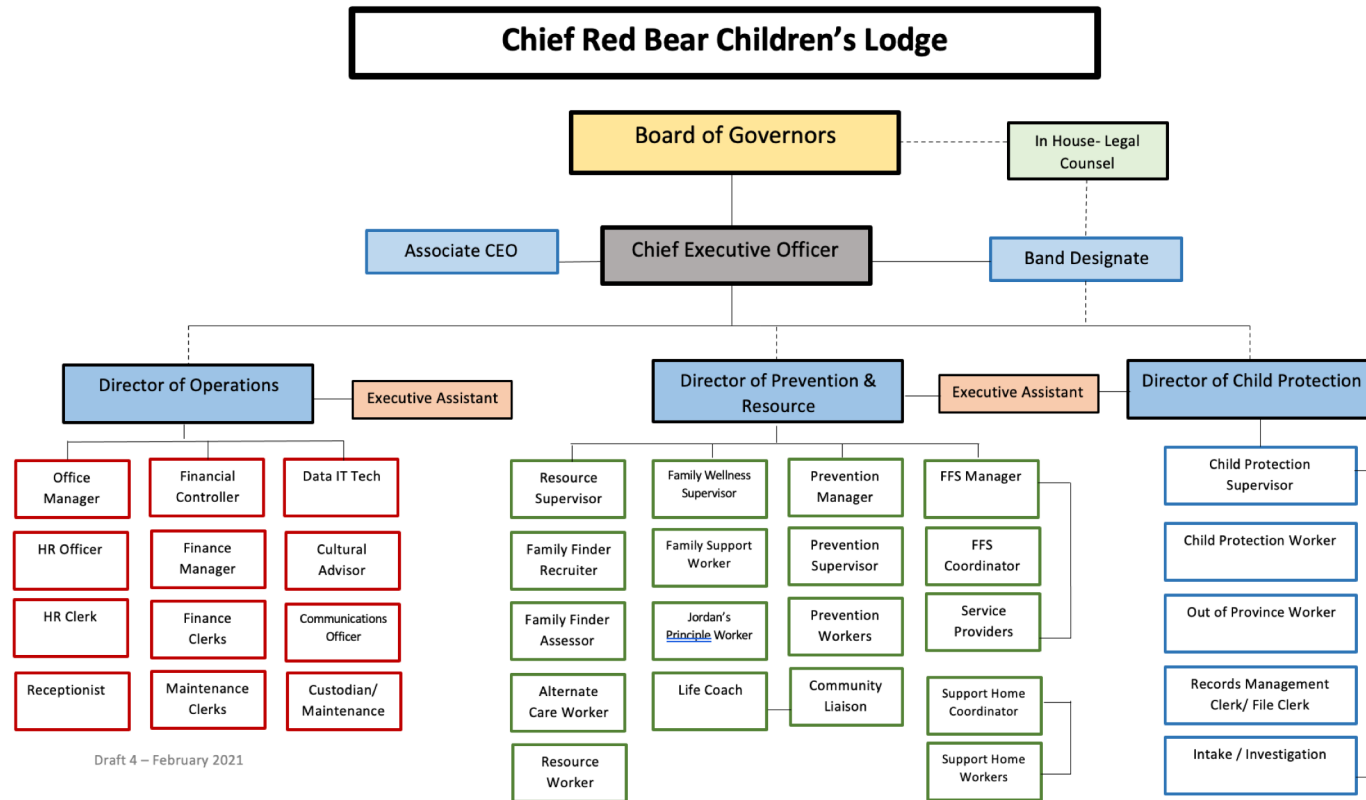 Chief Red Bear Children's Lodge
Board of Governors
In House- Legal
Counsel
Associate CEO
Chief Executive Officer
Band Designate
Director of Operations
Executive Assistant
Director of Prevention &
Resource
Executive Assistant
Director of Child Protection
Office
Manager
HR Officer
HR Clerk
Receptionist
Financial
Controller
Finance
Manager
Finance
Clerks
Maintenance
Clerks
Data IT Tech
Cultural
Advisor
Communications
Officer
Custodian/
Maintenance
Resource
Supervisor
Family Finder
Recruiter
Family Finder
Assessor
Alternate
Care Worker
Resource
Worker
Family Wellness
Supervisor
Family Support
Worker
Jordan's
Principle Worker
Life Coach
Prevention
Manager
Prevention
Supervisor
Prevention
Workers
Community
Liaison
FFS Manager
FFS
Coordinator
Service
Providers
Support Home
Coordinator
Support Home
Workers
Child Protection
Supervisor
Child Protection Worker
Out of Province Worker
Records Management
Clerk/ File Clerk
Intake / Investigation
Draft 4 – February 2021